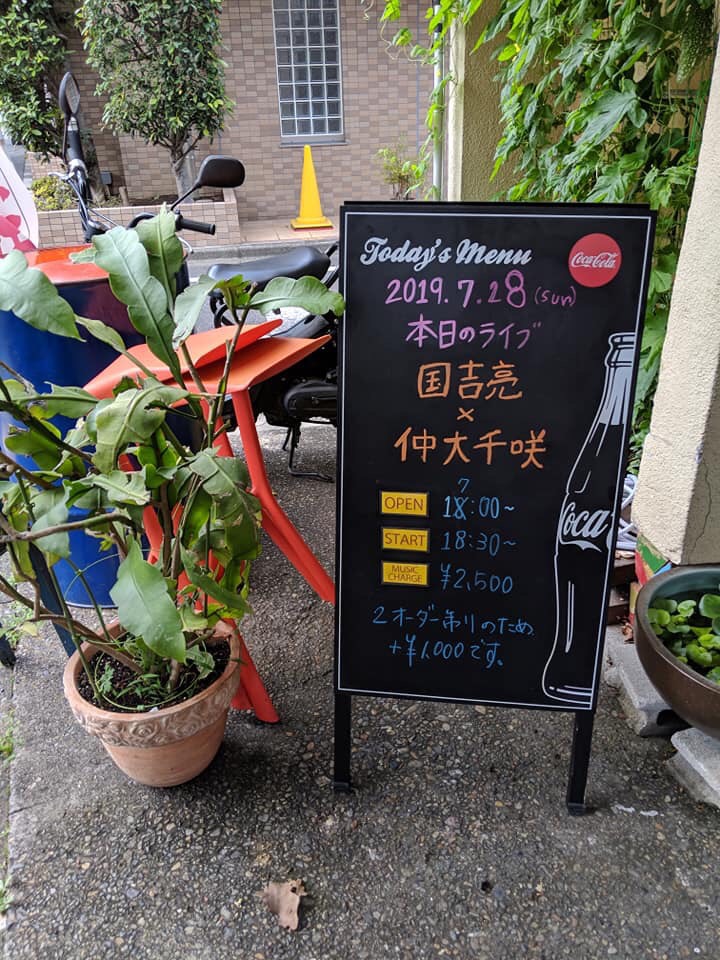 Today's Menu
Coca-Cola
2019.7.28(sun)
本日のライブ
国吉亮
×
仲大千咲
OPEN 187:00~
START 18:30~
MUSIC CHARGE ¥2,500
2オーダー制りのため
+¥1,000です。
Coca